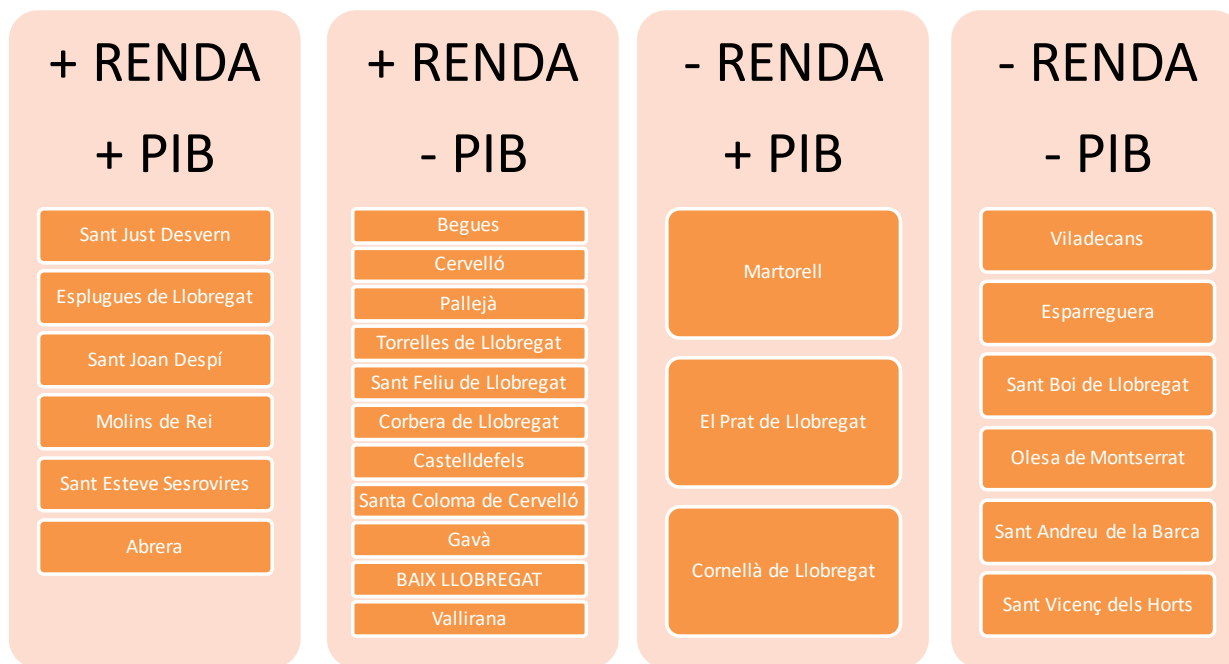 + RENDA
+ PIB
Sant Just Desvern
Esplugues de Llobregat
Sant Joan Despí
Molins de Rei
Sant Esteve Sesrovires
Abrera
+ RENDA
- PIB
Begues
Cervelló
Pallejà
Torrelles de Llobregat
Sant Feliu de Llobregat
Corbera de Llobregat
Castelldefels
Santa Coloma de Cervelló
Gavà
BAIX LLOBREGAT
Vallirana
- RENDA
+ PIB
Martorell
El Prat de Llobregat
Cornellà de Llobregat
- RENDA
- PIB
Viladecans
Esparreguera
Sant Boi de Llobregat
Olesa de Montserrat
Sant Andreu de la Barca
Sant Vicenç dels Horts